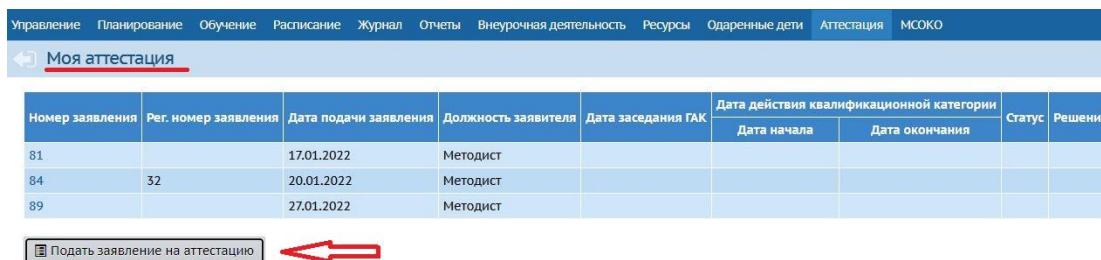 Управление Планирование Обучение Расписание Журнал Отчеты Внеурочная деятельность Ресурсы Одаренные дети Аттестация МСОКО
Моя аттестация
Номер заявления Рег. номер заявления Дата подачи заявления Должность заявителя Дата заседания ГАК Дата действия квалификационной категории Статус Решени
Дата начала Дата окончания
81 17.01.2022 Методист
84 32 20.01.2022 Методист
89 27.01.2022 Методист
Подать заявление на аттестацию